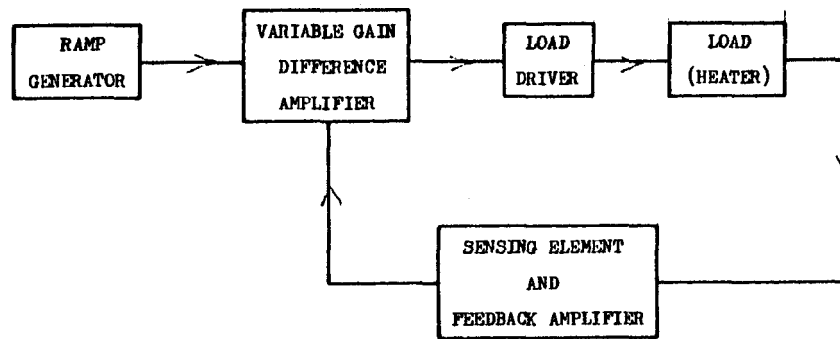 RAMP
GENERATOR
VARIABLE GAIN
DIFFERENCE
AMPLIFIER
LOAD
DRIVER
LOAD
(HEATER)
SENSING ELEMENT
AND
FEEDBACK AMPLIFIER